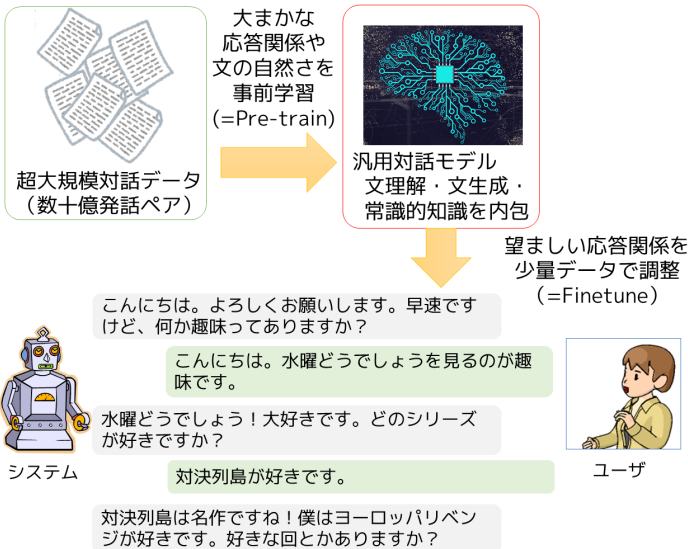 大まかな
応答関係や
文の自然さを
事前学習
(=Pre-train)
超大規模対話データ
（数十億発話ペア）
汎用対話モデル
文理解・文生成・
常識的知識を内包
望ましい応答関係を
少量データで調整
（=Finetune）
こんにちは。よろしくお願いします。早速です
けど、何か趣味ってありますか？
こんにちは。水曜どうでしょうを見るのが趣
味です。
水曜どうでしょう！大好きです。どのシリーズ
が好きですか？
システム
ユーザ
対決列島が好きです。
対決列島は名作ですね！僕はヨーロッパリベン
ジが好きです。好きな回とかありますか？